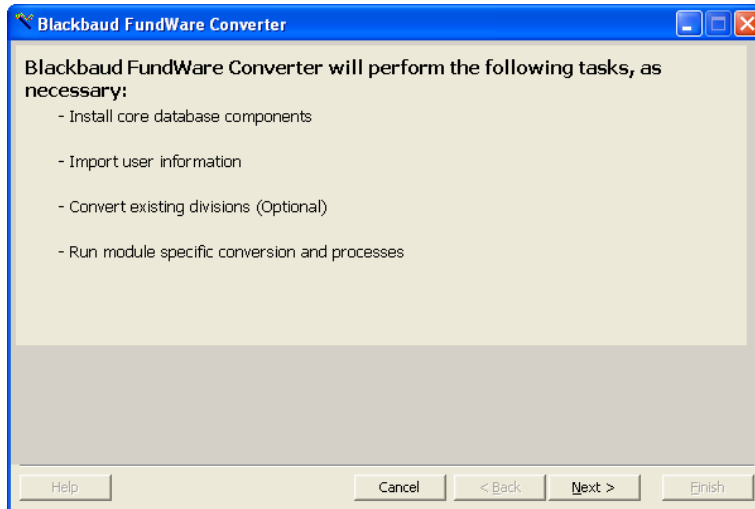 Blackbaud FundWare Converter
Blackbaud FundWare Converter will perform the following tasks, as
necessary:
- Install core database components
- Import user information
- Convert existing divisions (Optional)
- Run module specific conversion and processes
Help Cancel < Back Next > Finish